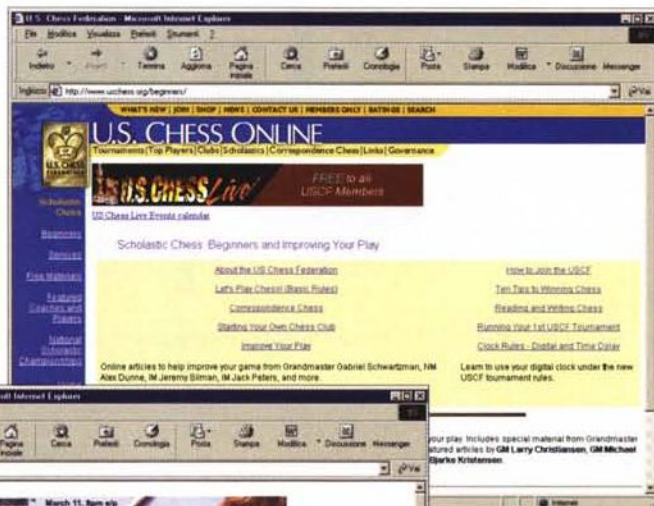 U.S. Chess Federation - Microsoft Internet Explorer
File Modifica Visualizza Preferiti Strumenti ?
Indietro Avanti Termina Aggiorna Pagina iniziale Cerca Preferiti Cronologia Posta Stampa Modifica Discussione Messenger
Indirizzo http://www.uschess.org/beginners/ Vai
WHAT'S NEW | JOIN | SHOP | NEWS | CONTACT US | MEMBERS ONLY | RATINGS | SEARCH
U.S. CHESS ONLINE
Tournaments | Top Players | Clubs | Scholastics | Correspondence Chess | Links | Governance
U.S. CHESS
FEDERATION
U.S. CHESS Live!
FREE to all
USCF Members
US Chess Live Events calendar
Scholastic
Chess
Beginners
Services
Free Materials
Featured
Coaches and
Players
National
Scholastic
Championships
Scholastic Chess: Beginners and Improving Your Play
About the US Chess Federation
Let's Play Chess! (Basic Rules)
Correspondence Chess
Starting Your Own Chess Club
Improve Your Play
How to Join the USCF
Ten Tips to Winning Chess
Reading and Writing Chess
Running Your 1st USCF Tournament
Clock Rules - Digital and Time Delay
Online articles to help improve your game from Grandmaster Gabriel Schwartzman, NM
Alex Dunne, IM Jeremy Silman, IM Jack Peters, and more.
Learn to use your digital clock under the new
USCF tournament rules.
your play. Includes special material from Grandmaster
articles by GM Larry Christiansen, GM Michael
Bjarke Kristensen.
Internet
soft Internet Explorer
Pagina iniziale Cerca Preferiti Cronologia Posta Stampa Modifica Discussione Messenger
Vai
March 11, 8pm e/p